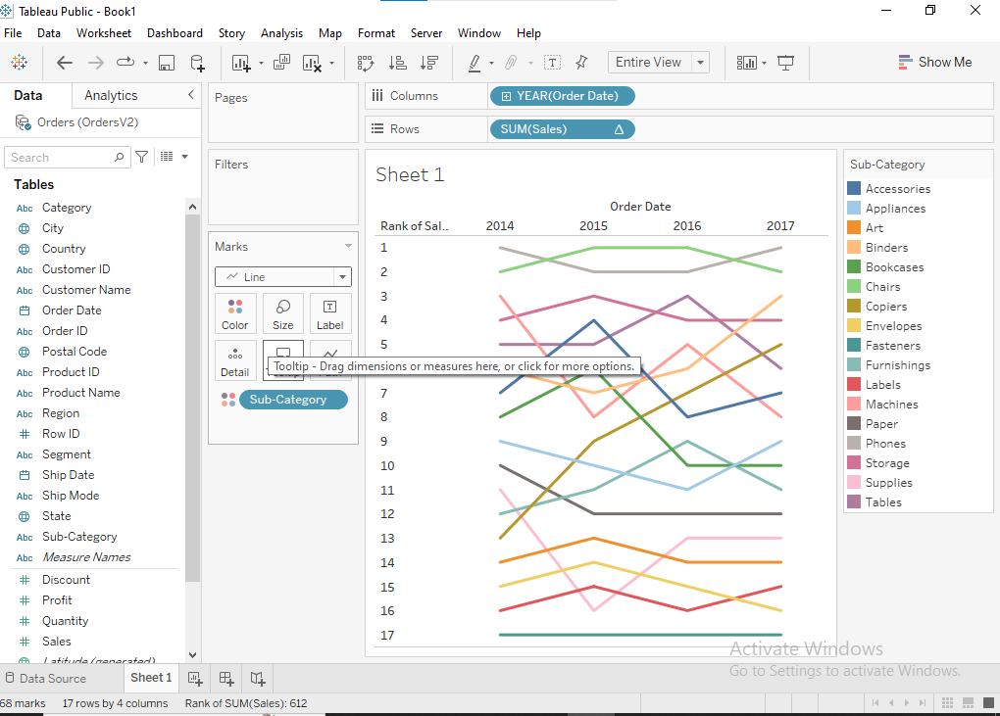 Tableau Public - Book1
File Data Worksheet Dashboard Story Analysis Map Format Server Window Help
Entire View
Show Me
Data Analytics
Orders (OrdersV2)
Search
Tables
Abc Category
City
Country
Abc Customer ID
Abc Customer Name
Order Date
Abc Order ID
Postal Code
Abc Product ID
Abc Product Name
Abc Region
Row ID
Abc Segment
Ship Date
Abc Ship Mode
State
Abc Sub-Category
Abc Measure Names
Discount
Profit
Quantity
Sales
Latitude (generated)
Pages
Filters
Marks
Line
Color Size Label
Detail
Tooltip - Drag dimensions or measures here, or click for more options.
Sub-Category
Columns YEAR(Order Date)
Rows SUM(Sales) Δ
Sheet 1
Order Date
Rank of Sal.. 2014 2015 2016 2017
1
2
3
4
5
7
8
9
10
11
12
13
14
15
16
17
Sub-Category
Accessories
Appliances
Art
Binders
Bookcases
Chairs
Copiers
Envelopes
Fasteners
Furnishings
Labels
Machines
Paper
Phones
Storage
Supplies
Tables
Activate Windows
Go to Settings to activate Windows.
Data Source Sheet 1
68 marks 17 rows by 4 columns Rank of SUM(Sales): 612